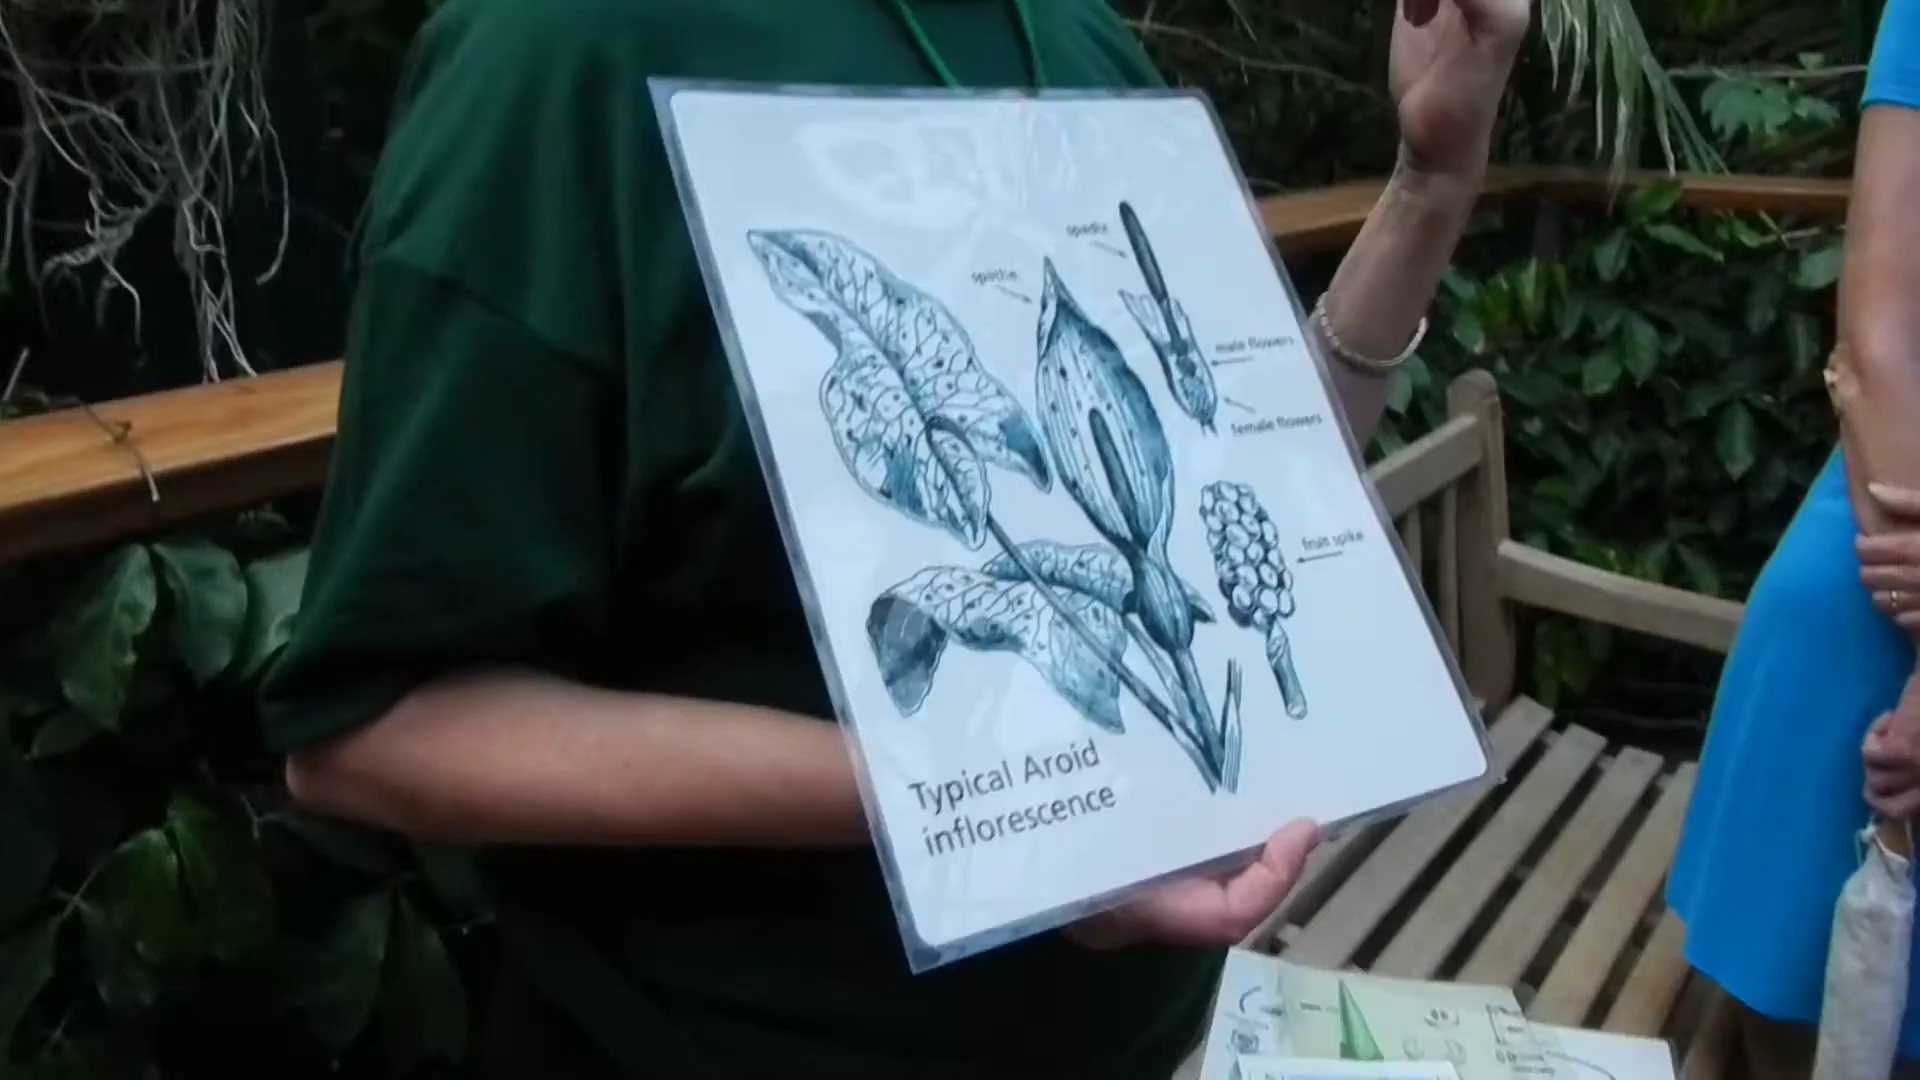 spadix
spathe
male flowers
female flowers
fruit spike
Typical Aroid
inflorescence